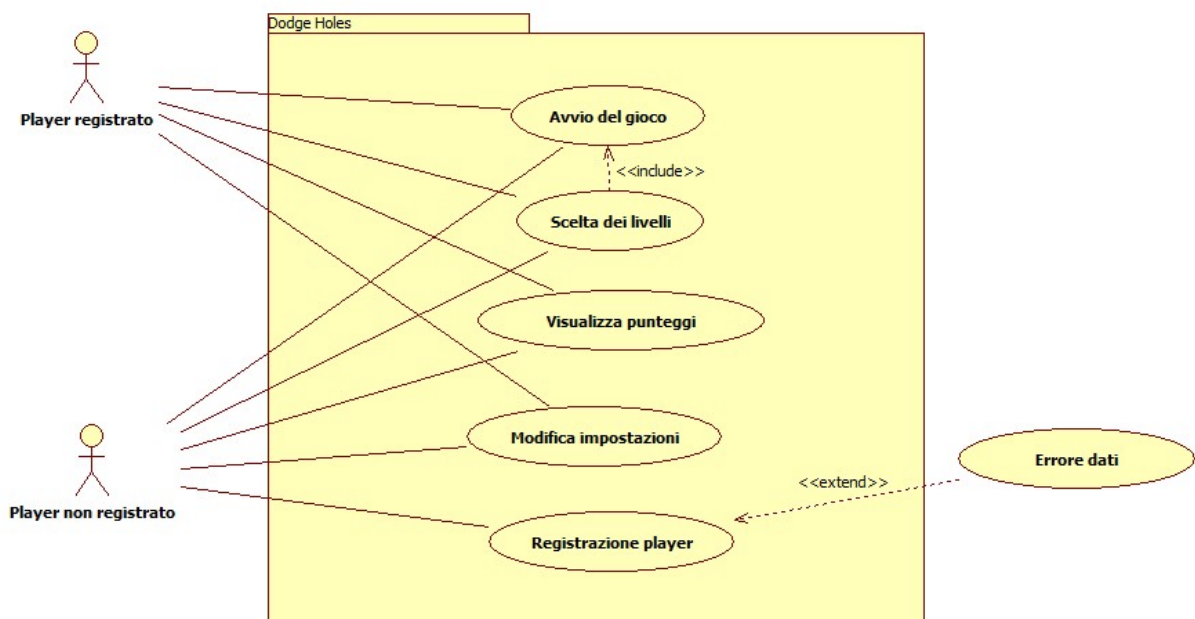 Dodge Holes
Player registrato
Avvio del gioco
<<include>>
Scelta dei livelli
Visualizza punteggi
Modifica impostazioni
Player non registrato
Errore dati
<<extend>>
Registrazione player